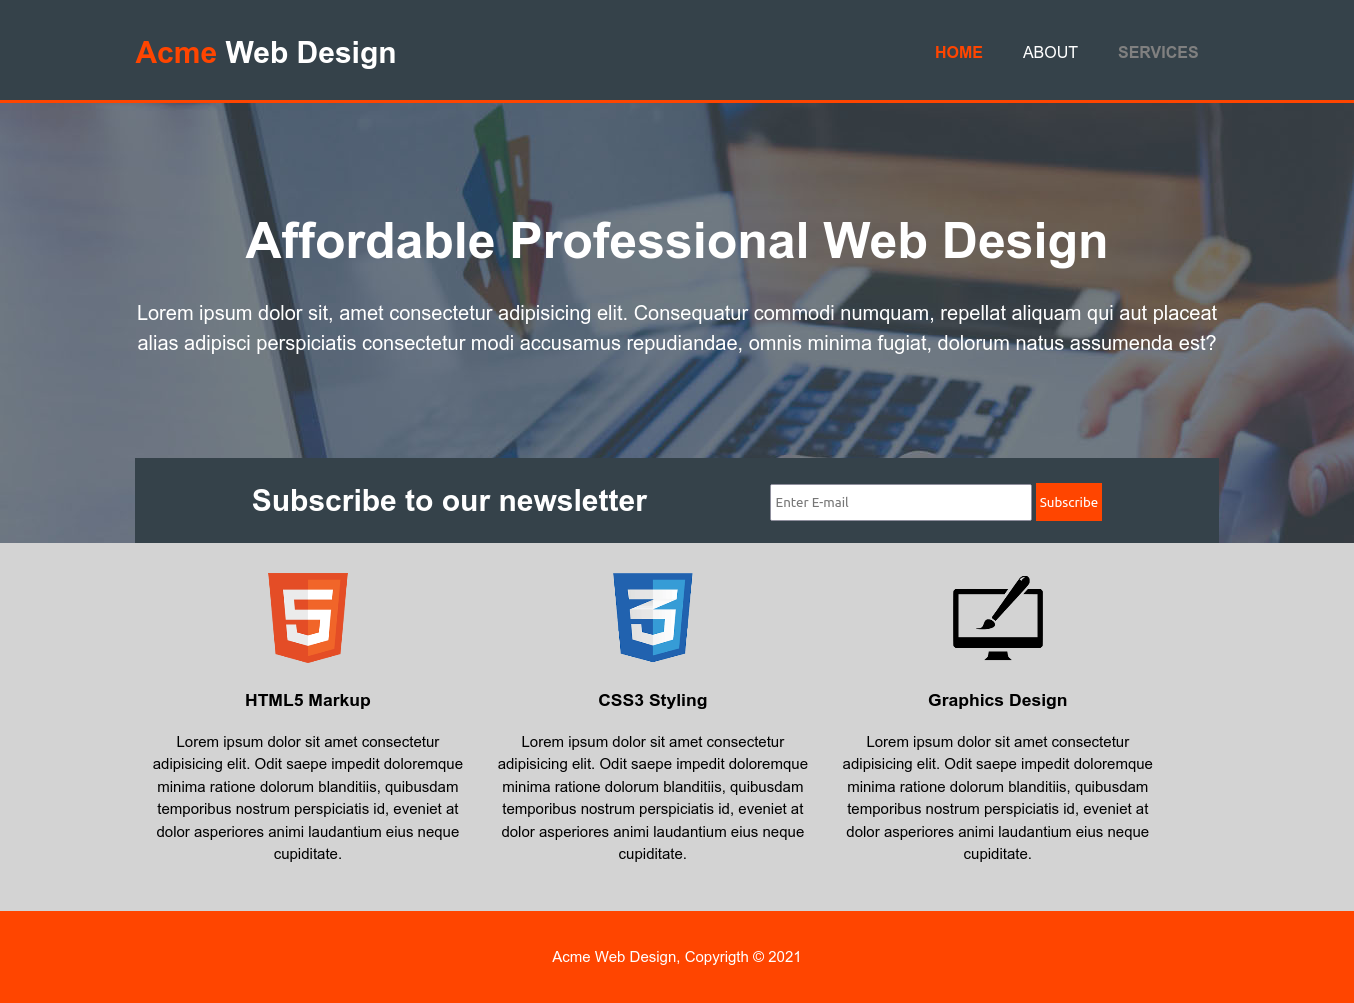 Acme Web Design
HOME ABOUT SERVICES
Affordable Professional Web Design
Lorem ipsum dolor sit, amet consectetur adipisicing elit. Consequatur commodi numquam, repellat aliquam qui aut placeat
alias adipisci perspiciatis consectetur modi accusamus repudiandae, omnis minima fugiat, dolorum natus assumenda est?
Subscribe to our newsletter
Enter E-mail
Subscribe
HTML5 Markup
Lorem ipsum dolor sit amet consectetur
adipisicing elit. Odit saepe impedit doloremque
minima ratione dolorum blanditiis, quibusdam
temporibus nostrum perspiciatis id, eveniet at
dolor asperiores animi laudantium eius neque
cupiditate.
CSS3 Styling
Lorem ipsum dolor sit amet consectetur
adipisicing elit. Odit saepe impedit doloremque
minima ratione dolorum blanditiis, quibusdam
temporibus nostrum perspiciatis id, eveniet at
dolor asperiores animi laudantium eius neque
cupiditate.
Graphics Design
Lorem ipsum dolor sit amet consectetur
adipisicing elit. Odit saepe impedit doloremque
minima ratione dolorum blanditiis, quibusdam
temporibus nostrum perspiciatis id, eveniet at
dolor asperiores animi laudantium eius neque
cupiditate.
Acme Web Design, Copyrigth © 2021